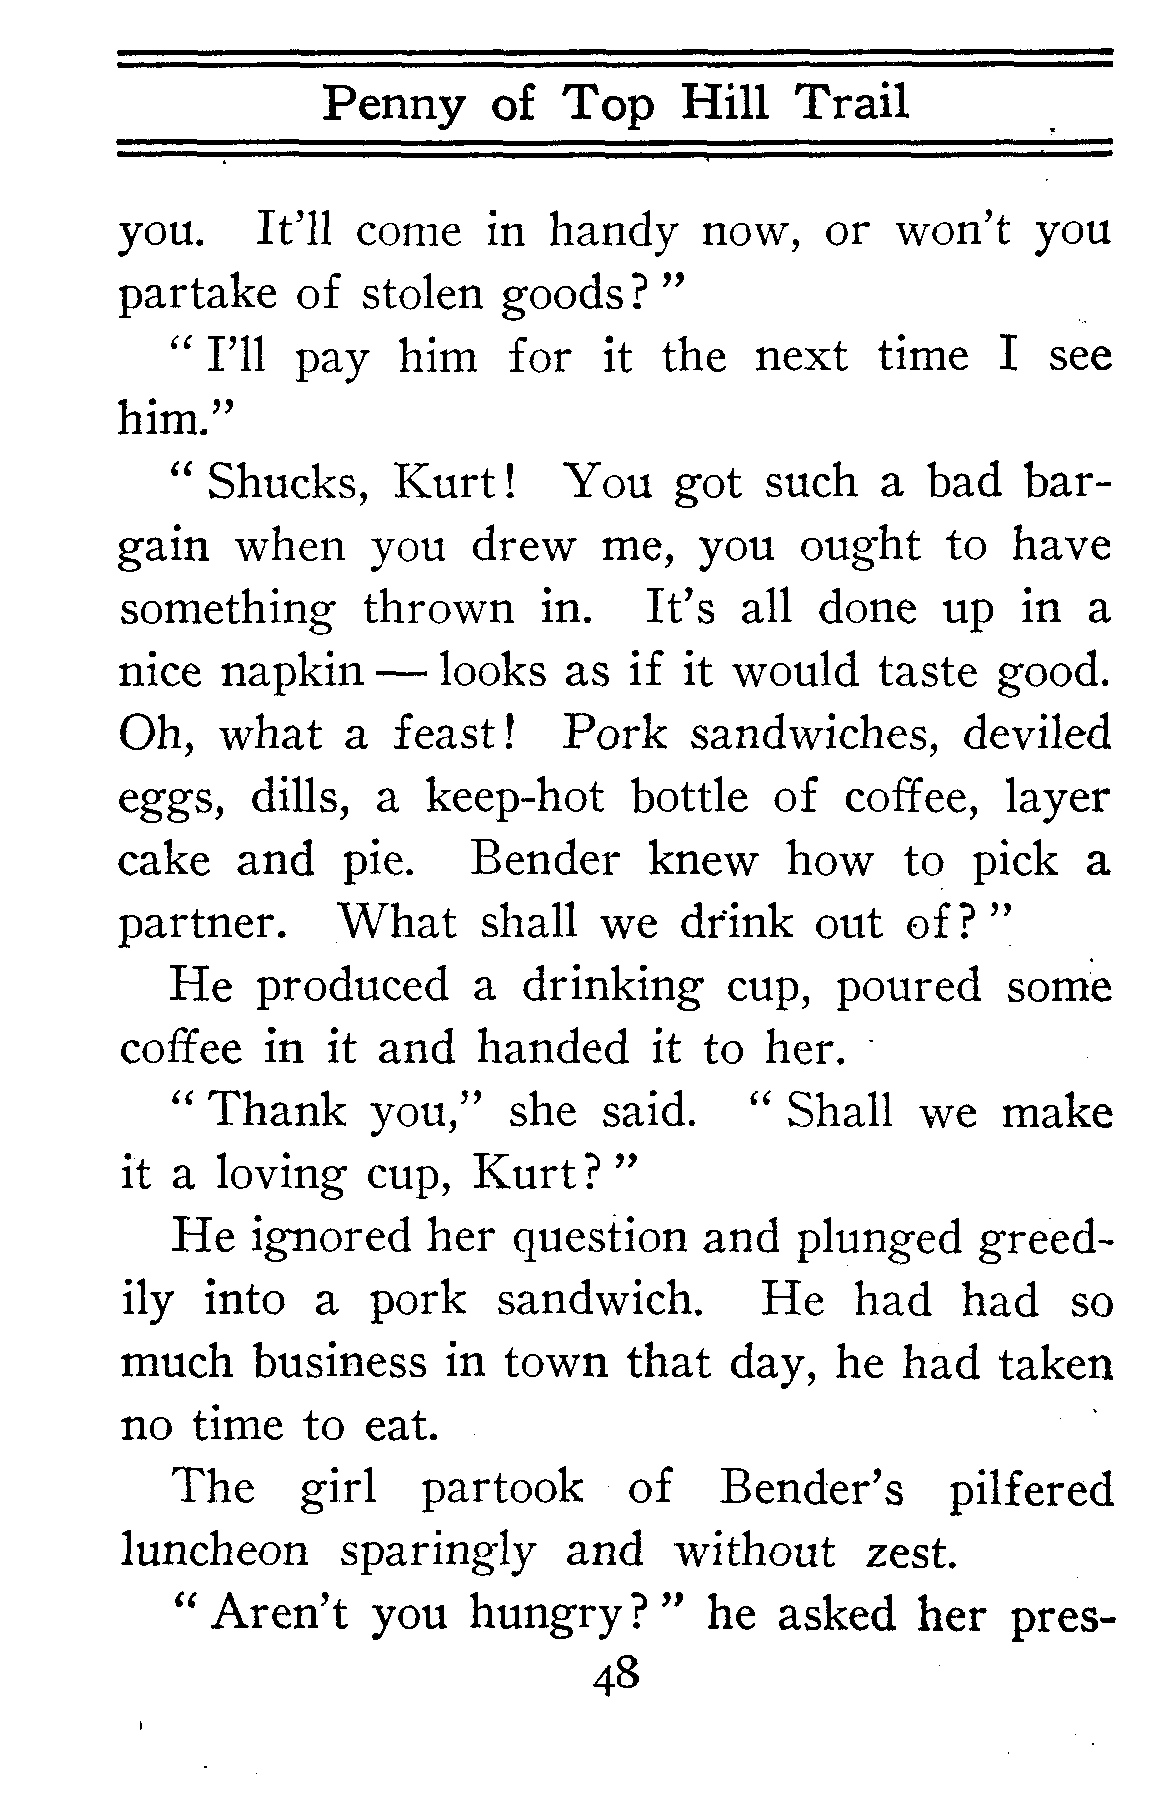 Penny of Top Hill Trail
you. It'll come in handy now, or won't you
partake of stolen goods?"
"I'll pay him for it the next time I see
him."
"Shucks, Kurt! You got such a bad bar-
gain when you drew me, you ought to have
something thrown in. It's all done up in a
nice napkin — looks as if it would taste good.
Oh, what a feast! Pork sandwiches, deviled
eggs, dills, a keep-hot bottle of coffee, layer
cake and pie. Bender knew how to pick a
partner. What shall we drink out of?"
He produced a drinking cup, poured some
coffee in it and handed it to her.
"Thank you," she said. "Shall we make
it a loving cup, Kurt?"
He ignored her question and plunged greed-
ily into a pork sandwich. He had had so
much business in town that day, he had taken
no time to eat.
The girl partook of Bender's pilfered
luncheon sparingly and without zest.
"Aren't you hungry?" he asked her pres-
48